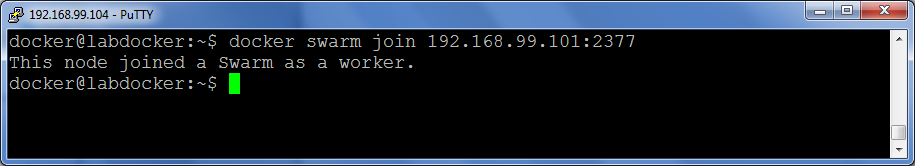 192.168.99.104 - PuTTY
docker@labdocker:~$ docker swarm join 192.168.99.101:2377
This node joined a Swarm as a worker.
docker@labdocker:~$